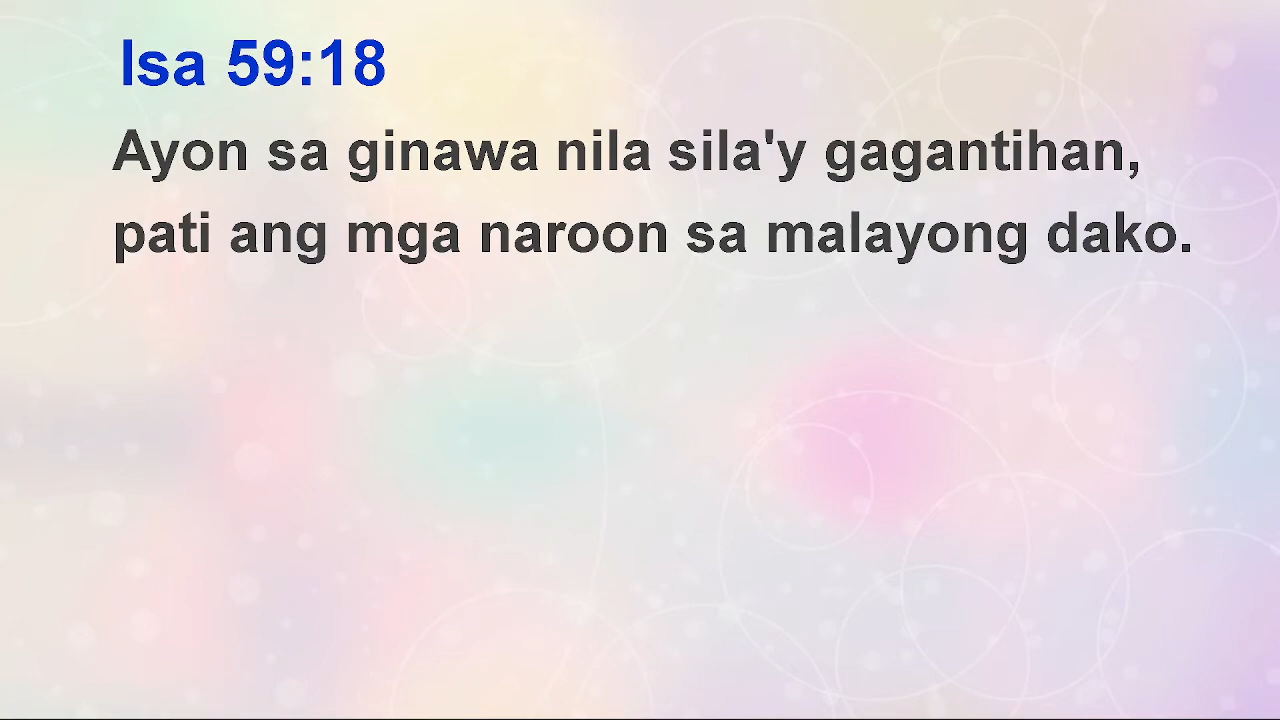 Isa 59:18
Ayon sa ginawa nila sila'y gagantihan,
pati ang mga naroon sa malayong dako.